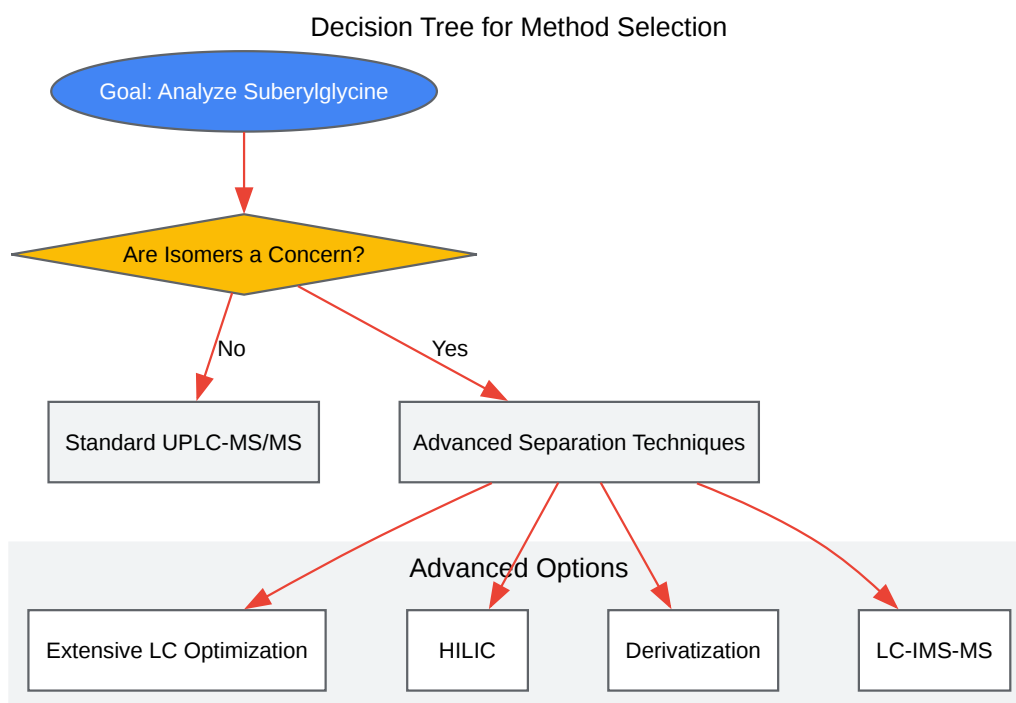 Decision Tree for Method Selection
Goal: Analyze Suberylglycine
Are Isomers a Concern?
No
Yes
Standard UPLC-MS/MS
Advanced Separation Techniques
Advanced Options
Extensive LC Optimization
HILIC
Derivatization
LC-IMS-MS